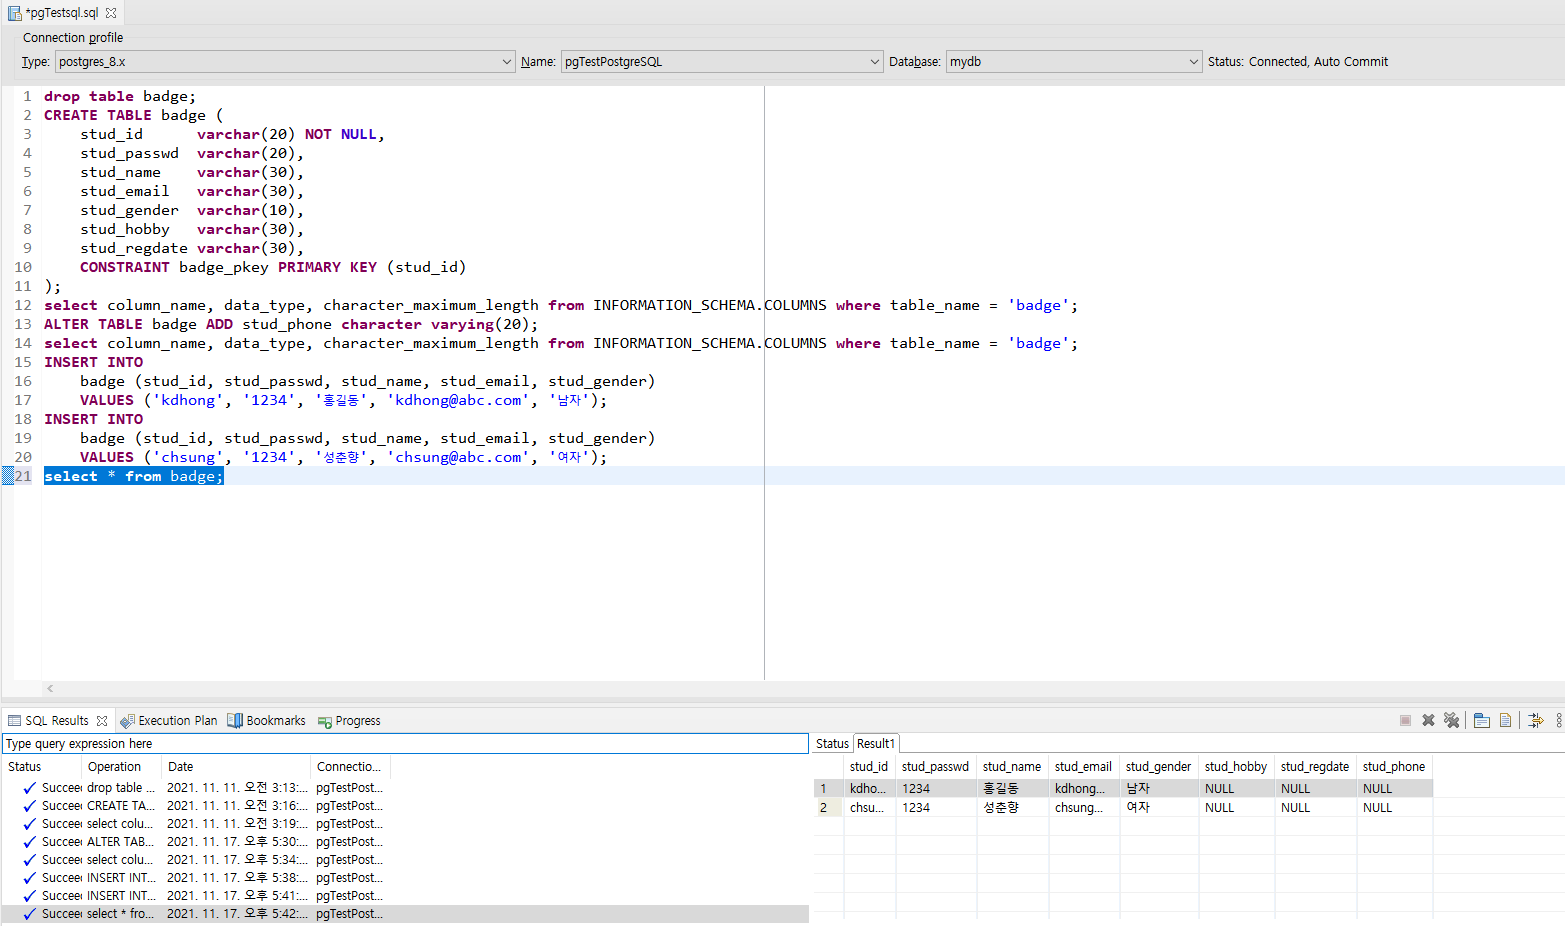 *pgTestsql.sql
Connection profile
Type: postgres_8.x Name: pgTestPostgreSQL Database: mydb Status: Connected, Auto Commit
1 drop table badge;
2 CREATE TABLE badge (
3 stud_id varchar(20) NOT NULL,
4 stud_passwd varchar(20),
5 stud_name varchar(30),
6 stud_email varchar(30),
7 stud_gender varchar(10),
8 stud_hobby varchar(30),
9 stud_regdate varchar(30),
10 CONSTRAINT badge_pkey PRIMARY KEY (stud_id)
11 );
12 select column_name, data_type, character_maximum_length from INFORMATION_SCHEMA.COLUMNS where table_name = 'badge';
13 ALTER TABLE badge ADD stud_phone character varying(20);
14 select column_name, data_type, character_maximum_length from INFORMATION_SCHEMA.COLUMNS where table_name = 'badge';
15 INSERT INTO
16 badge (stud_id, stud_passwd, stud_name, stud_email, stud_gender)
17 VALUES ('kdhong', '1234', '홍길동', 'kdhong@abc.com', '남자');
18 INSERT INTO
19 badge (stud_id, stud_passwd, stud_name, stud_email, stud_gender)
20 VALUES ('chsung', '1234', '성춘향', 'chsung@abc.com', '여자');
21 select * from badge;
SQL Results Execution Plan Bookmarks Progress
Type query expression here
Status Operation Date Connectio...
Succeed drop table ... 2021. 11. 11. 오전 3:13:... pgTestPost...
Succeed CREATE TA... 2021. 11. 11. 오전 3:16:... pgTestPost...
Succeed select colu... 2021. 11. 11. 오전 3:19:... pgTestPost...
Succeed ALTER TAB... 2021. 11. 17. 오후 5:30:... pgTestPost...
Succeed select colu... 2021. 11. 17. 오후 5:34:... pgTestPost...
Succeed INSERT INT... 2021. 11. 17. 오후 5:38:... pgTestPost...
Succeed INSERT INT... 2021. 11. 17. 오후 5:41:... pgTestPost...
Succeed select * fro... 2021. 11. 17. 오후 5:42:... pgTestPost...
Status Result1
stud_id stud_passwd stud_name stud_email stud_gender stud_hobby stud_regdate stud_phone
1 kdho... 1234 홍길동 kdhong... 남자 NULL NULL NULL
2 chsu... 1234 성춘향 chsung... 여자 NULL NULL NULL